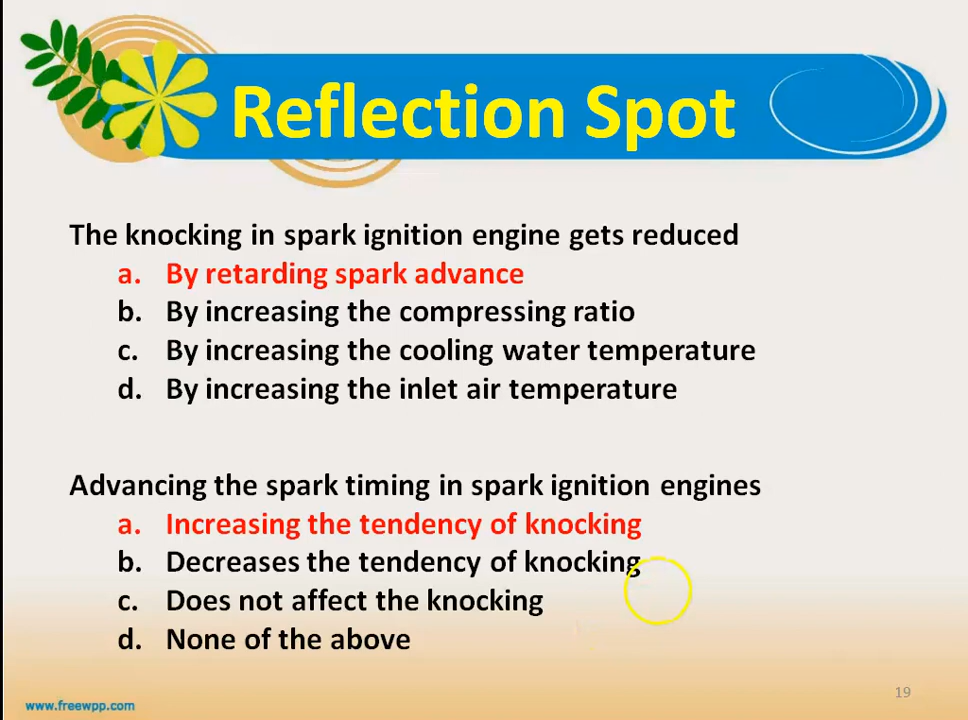 Reflection Spot
The knocking in spark ignition engine gets reduced
a. By retarding spark advance
b. By increasing the compressing ratio
c. By increasing the cooling water temperature
d. By increasing the inlet air temperature
Advancing the spark timing in spark ignition engines
a. Increasing the tendency of knocking
b. Decreases the tendency of knocking
c. Does not affect the knocking
d. None of the above
19
www.freewpp.com